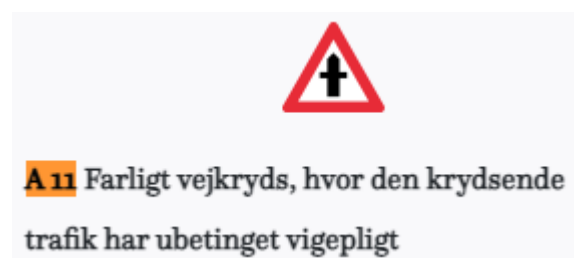 A 11 Farligt vejkryds, hvor den krydsende
trafik har ubetinget vigepligt